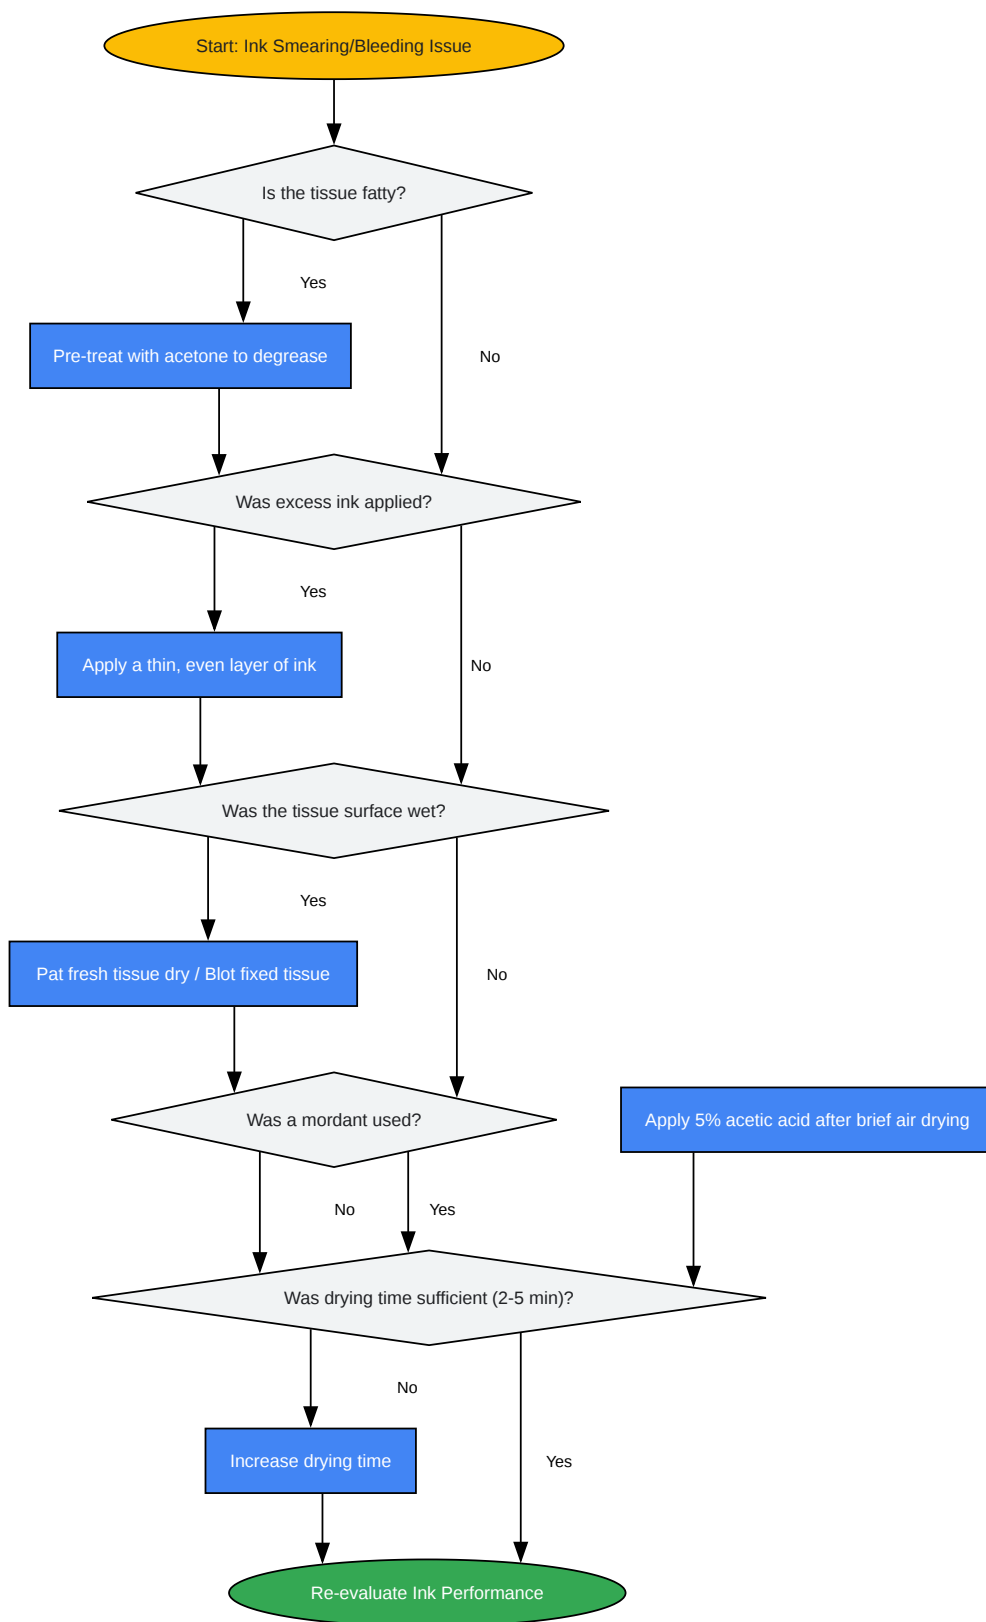 Start: Ink Smearing/Bleeding Issue
Is the tissue fatty?
Yes
Pre-treat with acetone to degrease
No
Was excess ink applied?
Yes
Apply a thin, even layer of ink
No
Was the tissue surface wet?
Yes
Pat fresh tissue dry / Blot fixed tissue
No
Was a mordant used?
Apply 5% acetic acid after brief air drying
No
Yes
Was drying time sufficient (2-5 min)?
No
Increase drying time
Yes
Re-evaluate Ink Performance